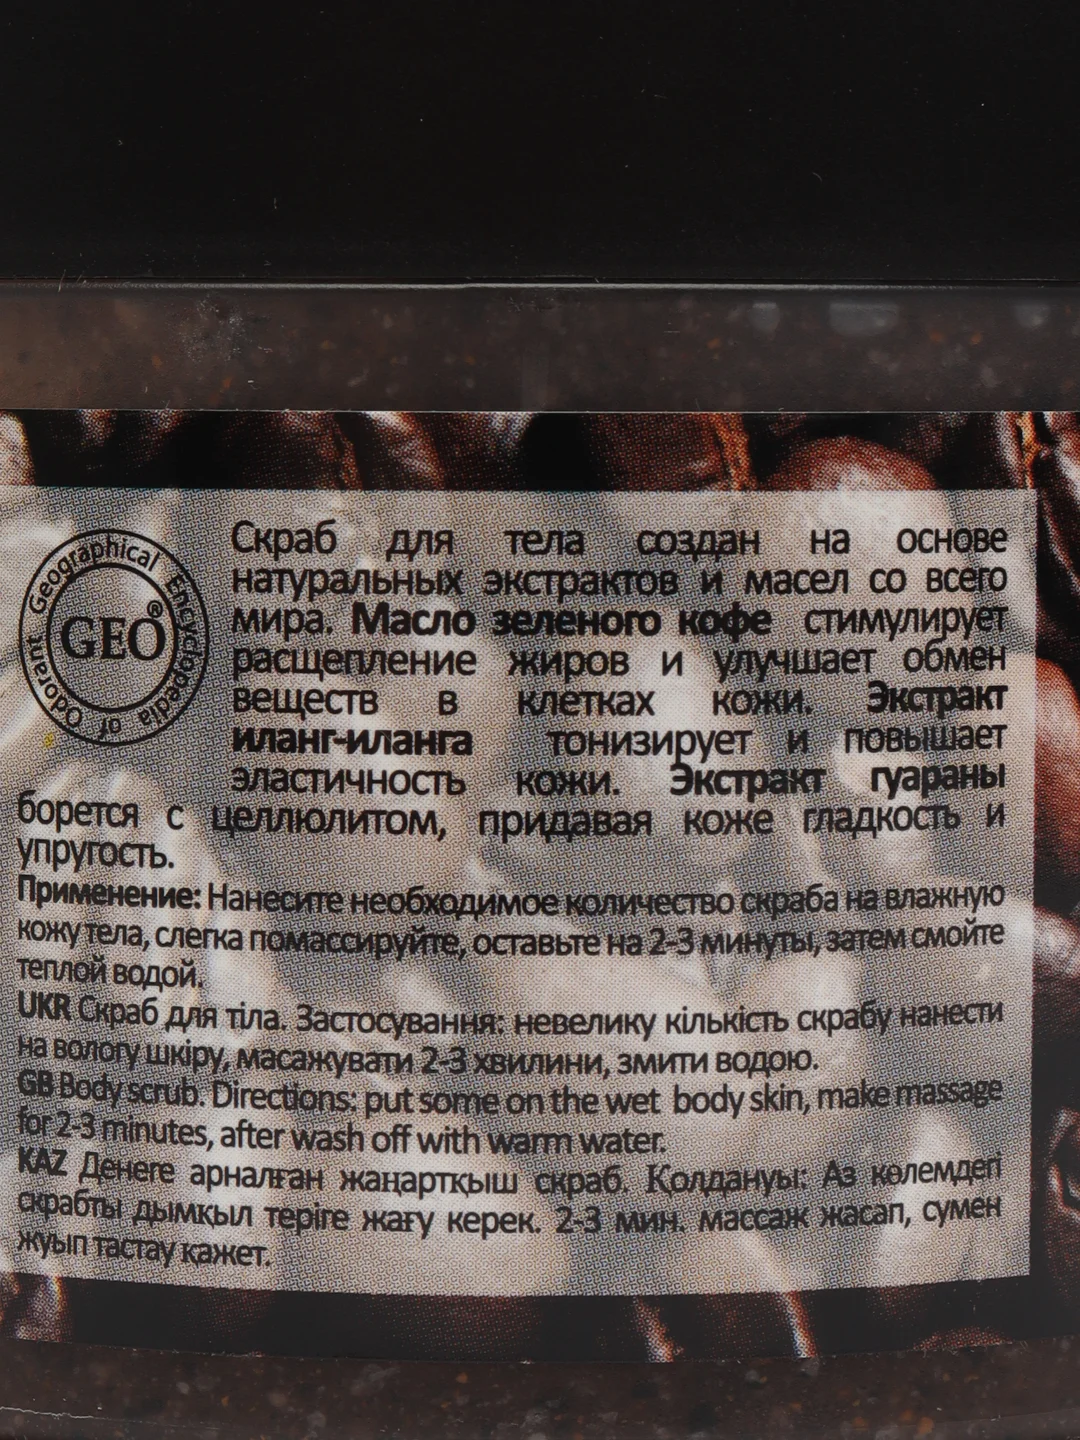 Geographical Encyclopedia of Odorant
GEO®
Скраб для тела создан на основе
натуральных экстрактов и масел со всего
мира. Масло зеленого кофе стимулирует
расщепление жиров и улучшает обмен
веществ в клетках кожи. Экстракт
иланг-иланга тонизирует и повышает
эластичность кожи. Экстракт гуараны
борется с целлюлитом, придавая коже гладкость и
упругость.
Применение: Нанесите необходимое количество скраба на влажную
кожу тела, слегка помассируйте, оставьте на 2-3 минуты, затем смойте
теплой водой.
UKR Скраб для тіла. Застосування: невелику кількість скрабу нанести
на вологу шкіру, масажувати 2-3 хвилини, змити водою.
GB Body scrub. Directions: put some on the wet body skin, make massage
for 2-3 minutes, after wash off with warm water.
KAZ Денеге арналған жаңартқыш скраб. Қолдануы: Аз көлемдегі
скрабты дымқыл теріге жағу керек. 2-3 мин. массаж жасап, сумен
жуып тастау қажет.